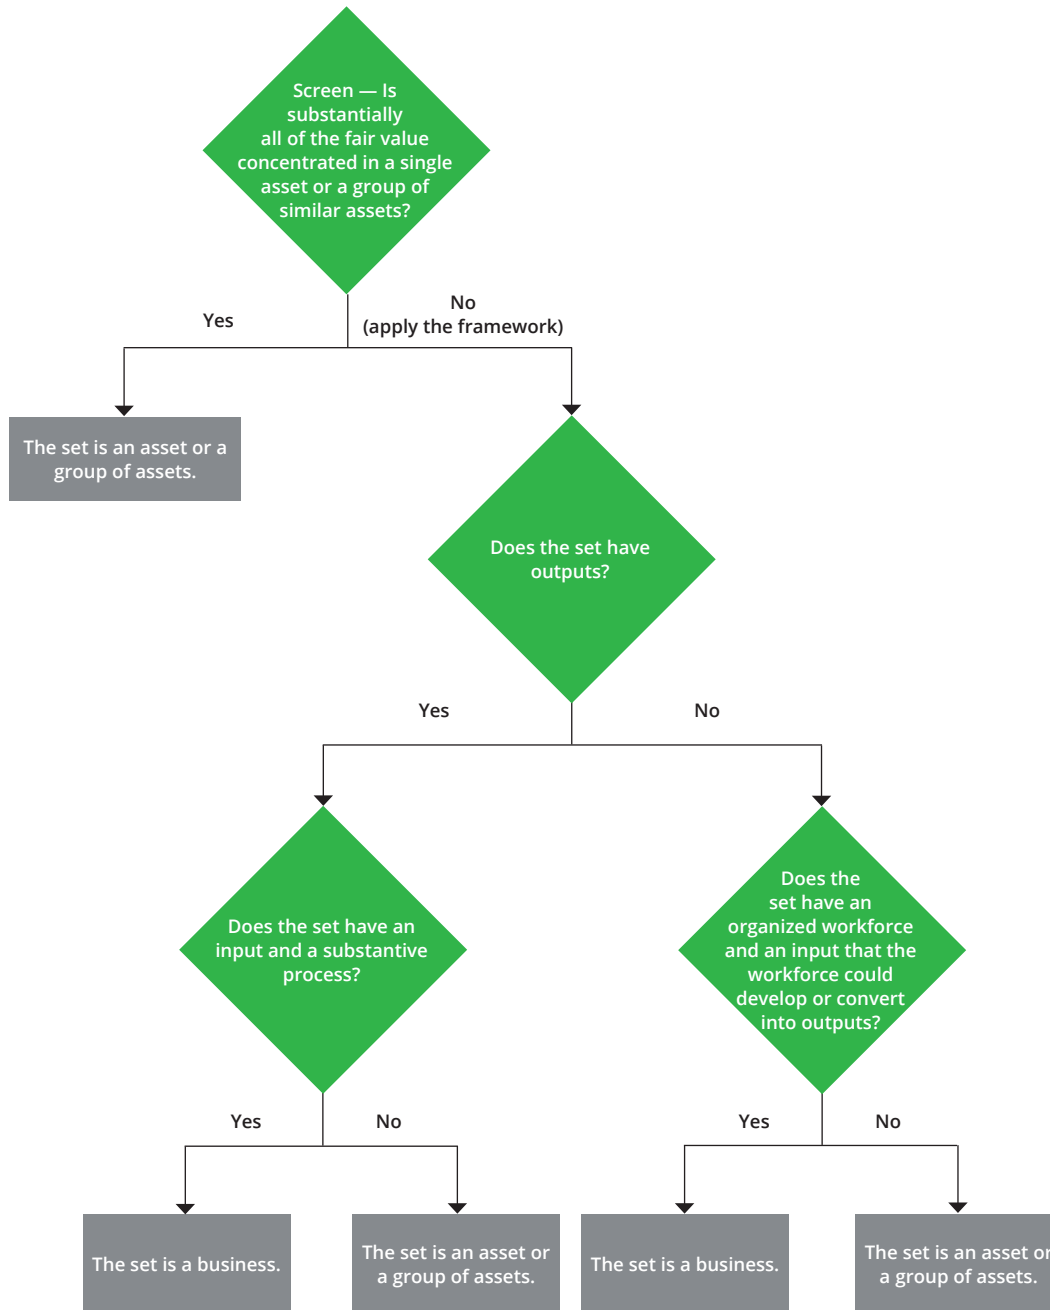 Screen — Is
substantially
all of the fair value
concentrated in a single
asset or a group of
similar assets?
Yes
No
(apply the framework)
The set is an asset or a
group of assets.
Does the set have
outputs?
Yes
No
Does the set have an
input and a substantive
process?
Does the
set have an
organized workforce
and an input that the
workforce could
develop or convert
into outputs?
Yes
No
Yes
No
The set is a business.
The set is an asset or
a group of assets.
The set is a business.
The set is an asset or
a group of assets.